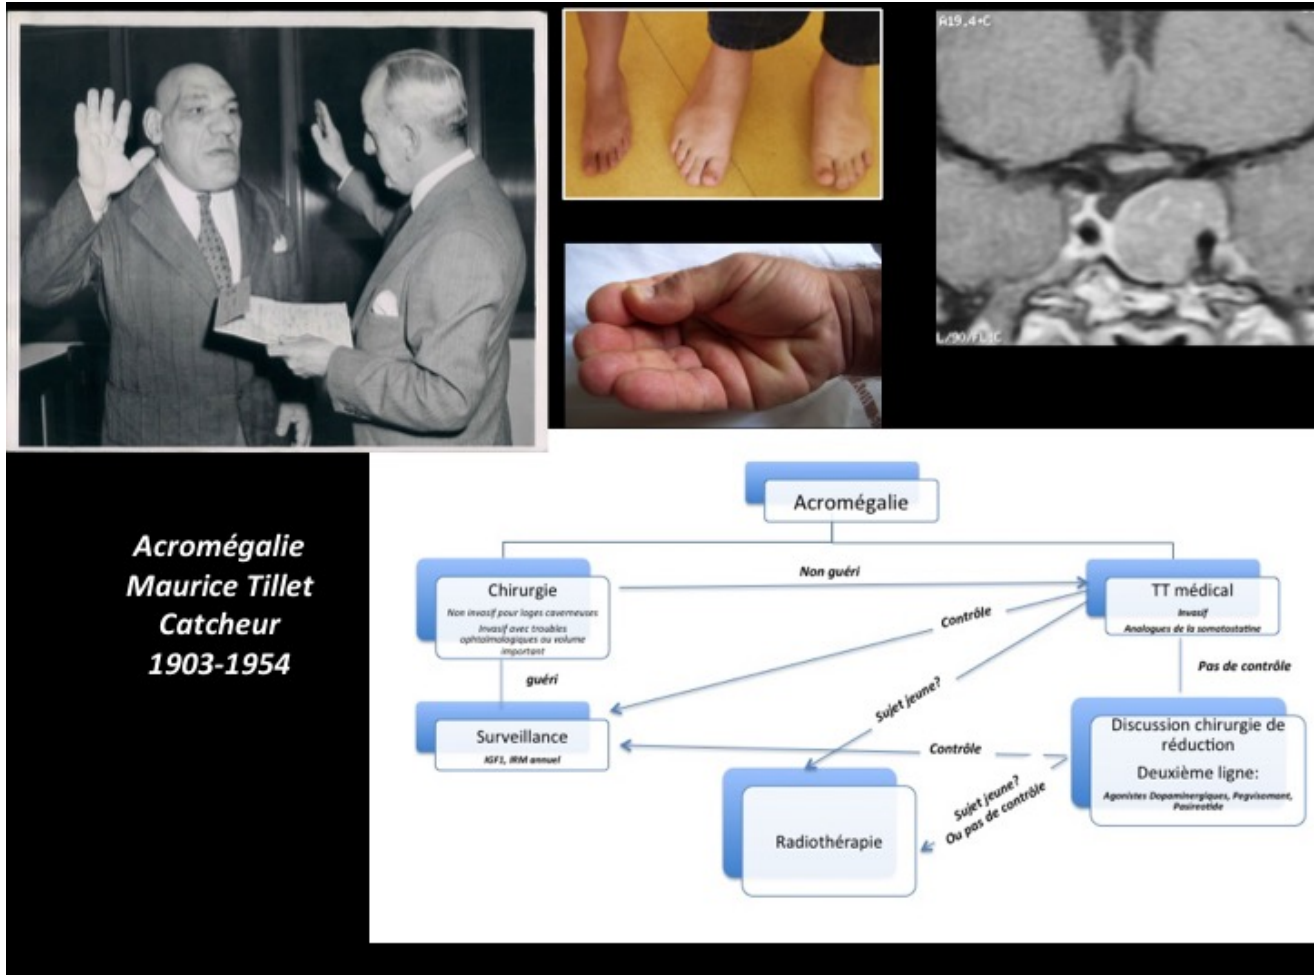 A19,4+C
L/90/FL:C
Acromégalie
Maurice Tillet
Catcheur
1903-1954
Acromégalie
Chirurgie
Non invasif pour loges caverneuses
Invasif avec troubles
ophtalmologiques ou volume
important
Non guéri
TT médical
Invasif
Analogues de la somatostatine
Contrôle
guéri
Sujet jeune?
Pas de contrôle
Surveillance
IGF1, IRM annuel
Contrôle
Discussion chirurgie de
réduction
Deuxième ligne:
Agonistes Dopaminergiques, Pegvisomant,
Pasireotide
Sujet jeune?
Ou pas de contrôle
Radiothérapie